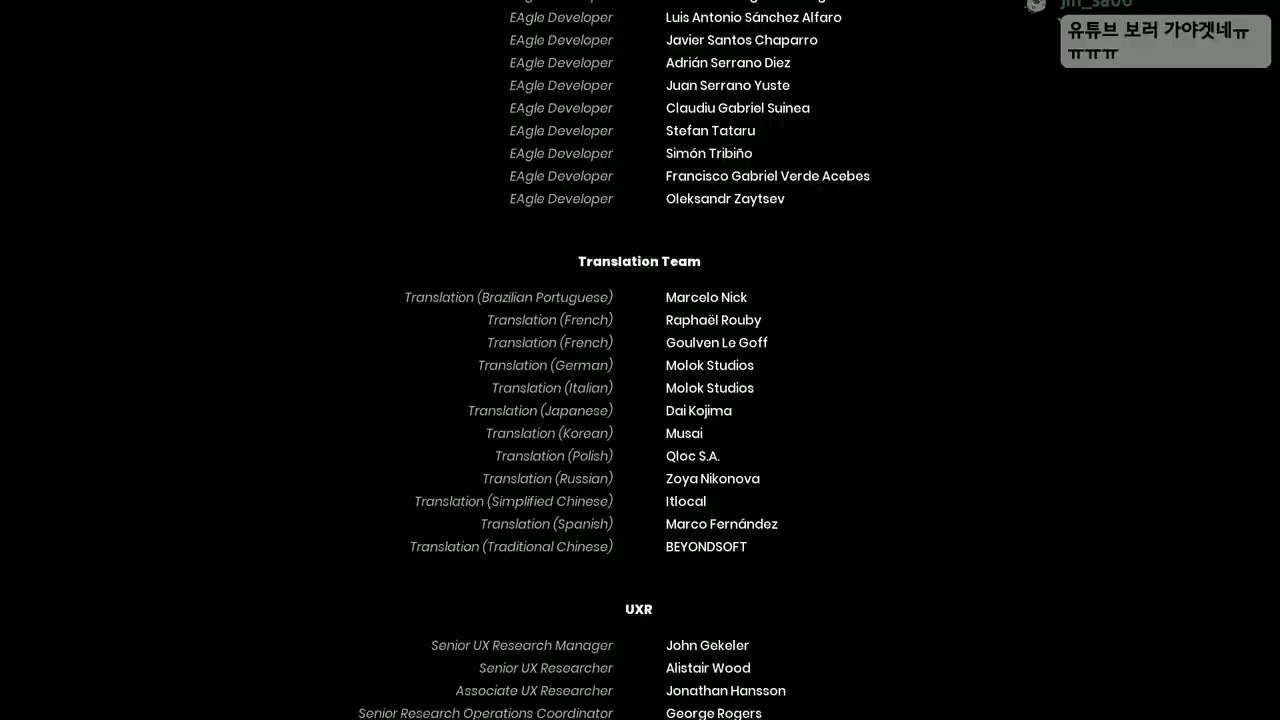 EAgle Developer Luis Antonio Sánchez Alfaro
EAgle Developer Javier Santos Chaparro
EAgle Developer Adrián Serrano Diez
EAgle Developer Juan Serrano Yuste
EAgle Developer Claudiu Gabriel Suinea
EAgle Developer Stefan Tataru
EAgle Developer Simón Tribiño
EAgle Developer Francisco Gabriel Verde Acebes
EAgle Developer Oleksandr Zaytsev
Translation Team
Translation (Brazilian Portuguese) Marcelo Nick
Translation (French) Raphaël Rouby
Translation (French) Goulven Le Goff
Translation (German) Molok Studios
Translation (Italian) Molok Studios
Translation (Japanese) Dai Kojima
Translation (Korean) Musai
Translation (Polish) Qloc S.A.
Translation (Russian) Zoya Nikonova
Translation (Simplified Chinese) Itlocal
Translation (Spanish) Marco Fernández
Translation (Traditional Chinese) BEYONDSOFT
UXR
Senior UX Research Manager John Gekeler
Senior UX Researcher Alistair Wood
Associate UX Researcher Jonathan Hansson
Senior Research Operations Coordinator George Rogers
유튜브 보러 가야겟네ㅠ
ㅠㅠㅠ